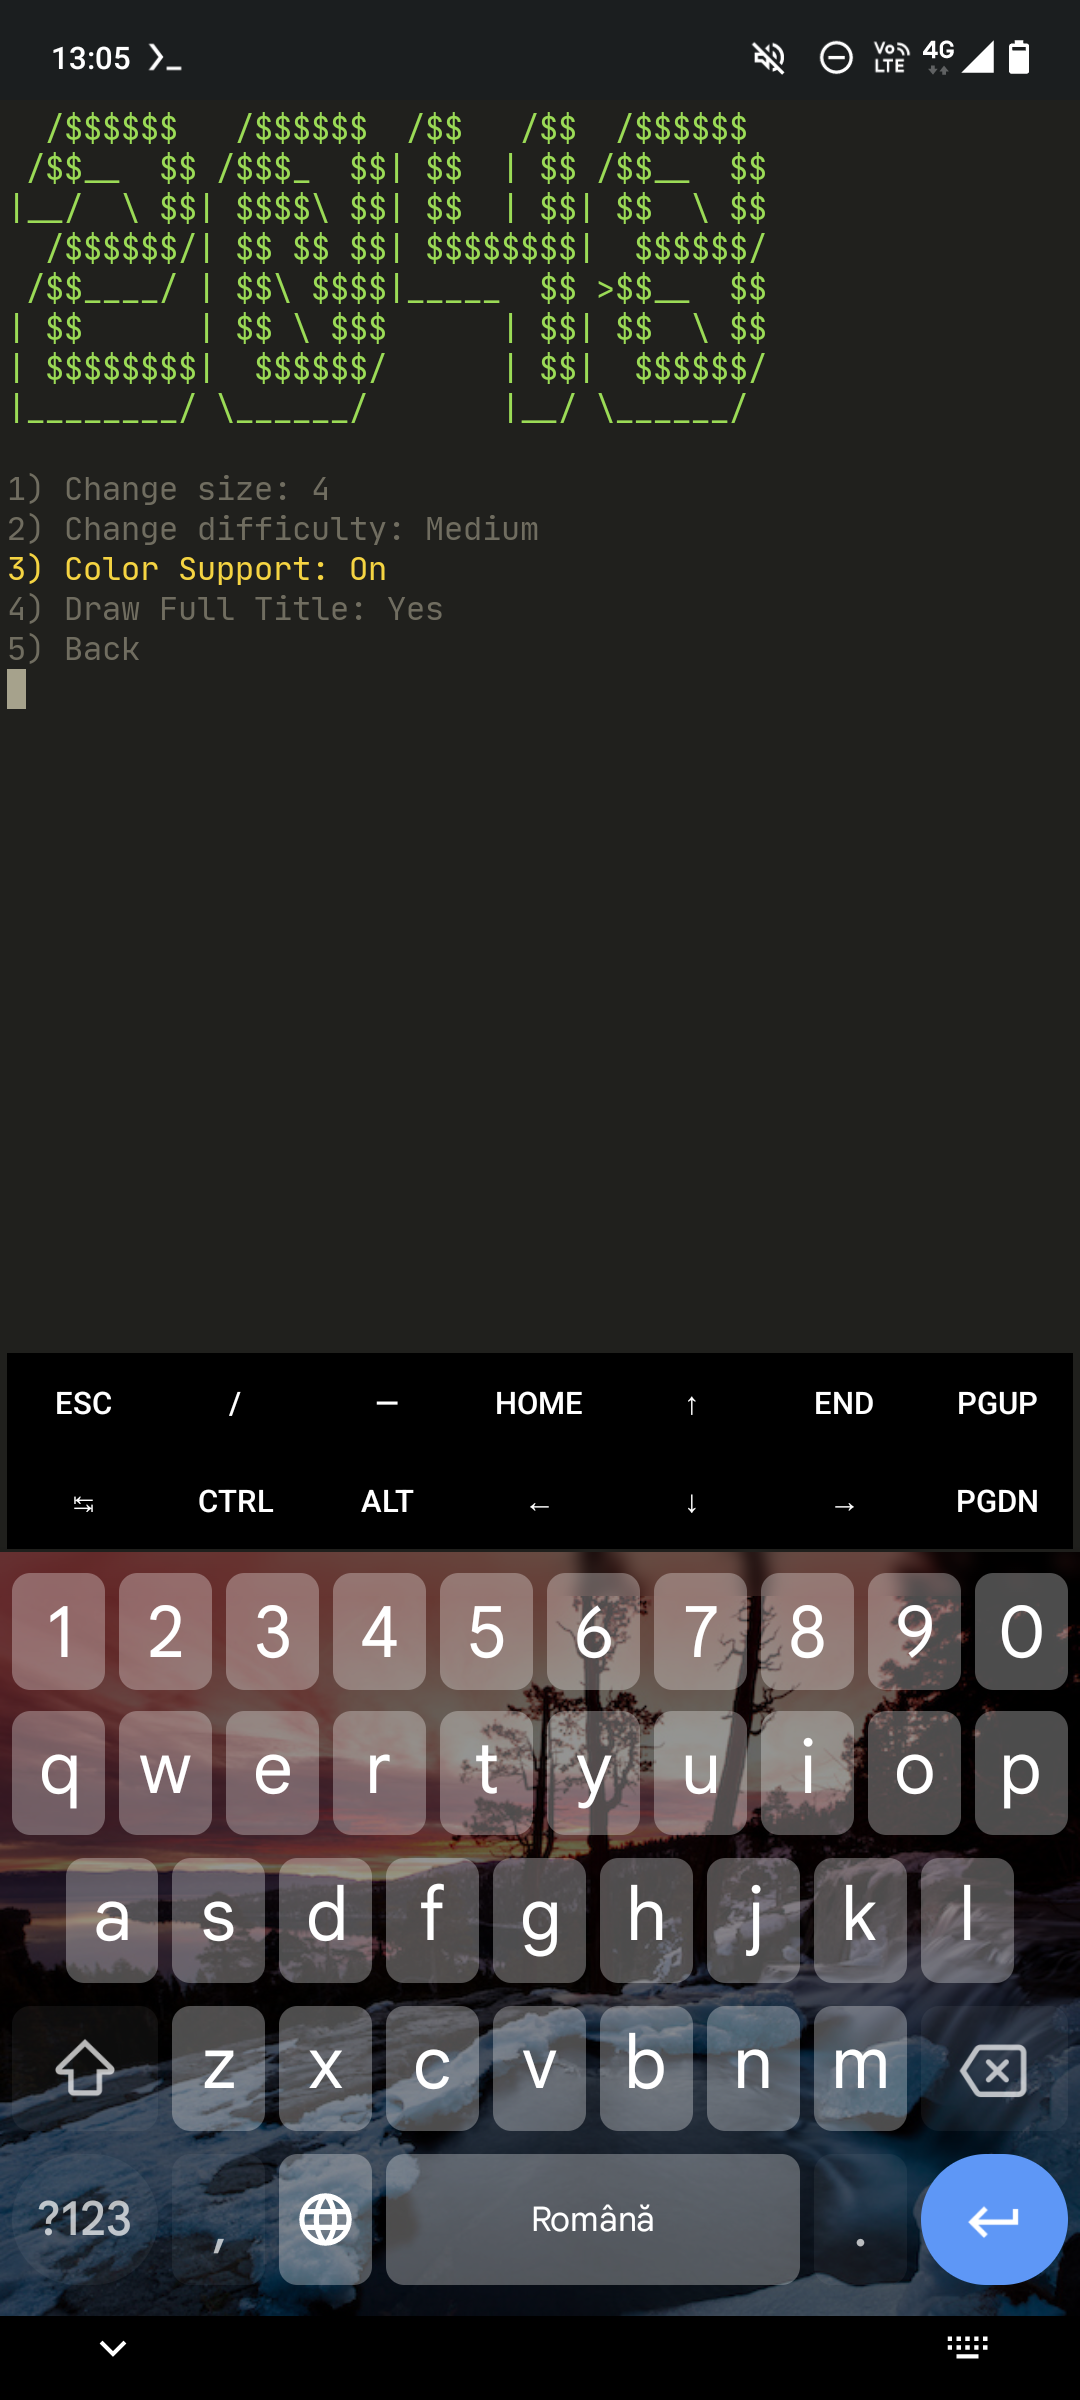 13:05 VoLTE 4G
  /$$$$$$   /$$$$$$  /$$   /$$  /$$$$$$
 /$$__  $$ /$$$_  $$| $$  | $$ /$$__  $$
|__/  \ $$| $$$$\ $$| $$  | $$| $$  \ $$
  /$$$$$$/| $$ $$ $$| $$$$$$$$|  $$$$$$/
 /$$____/ | $$\ $$$$|_____  $$ >$$__  $$
| $$      | $$ \ $$$      | $$| $$  \ $$
| $$$$$$$$|  $$$$$$/      | $$|  $$$$$$/
|________/ \______/       |__/ \______/
1) Change size: 4
2) Change difficulty: Medium
3) Color Support: On
4) Draw Full Title: Yes
5) Back
ESC / — HOME ↑ END PGUP
↹ CTRL ALT ← ↓ → PGDN
1 2 3 4 5 6 7 8 9 0
q w e r t y u i o p
a s d f g h j k l
z x c v b n m
?123 , Română .